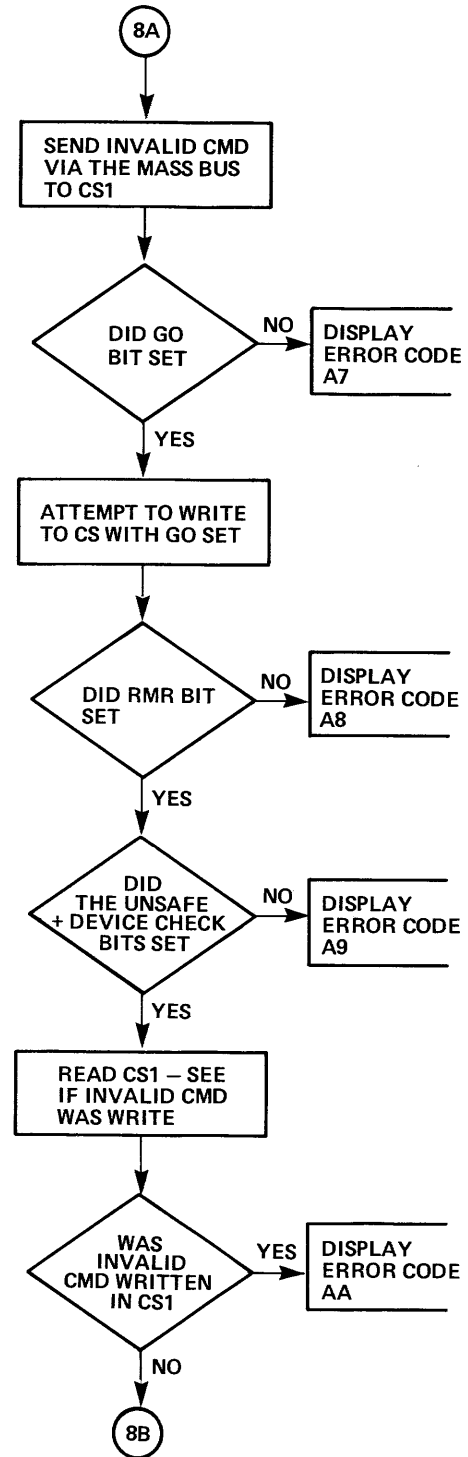 8A
SEND INVALID CMD
VIA THE MASS BUS
TO CS1
DID GO
BIT SET
NO
DISPLAY
ERROR CODE
A7
YES
ATTEMPT TO WRITE
TO CS WITH GO SET
DID RMR BIT
SET
NO
DISPLAY
ERROR CODE
A8
YES
DID
THE UNSAFE
+ DEVICE CHECK
BITS SET
NO
DISPLAY
ERROR CODE
A9
YES
READ CS1 – SEE
IF INVALID CMD
WAS WRITE
WAS
INVALID
CMD WRITTEN
IN CS1
YES
DISPLAY
ERROR CODE
AA
NO
8B